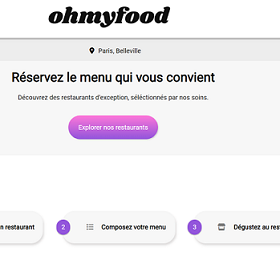 ohmyfood
Paris, Belleville
Réservez le menu qui vous convient
Découvrez des restaurants d'exception, sélectionnés par nos soins.
Explorer nos restaurants
restaurant
2 Composez votre menu
3 Dégustez au